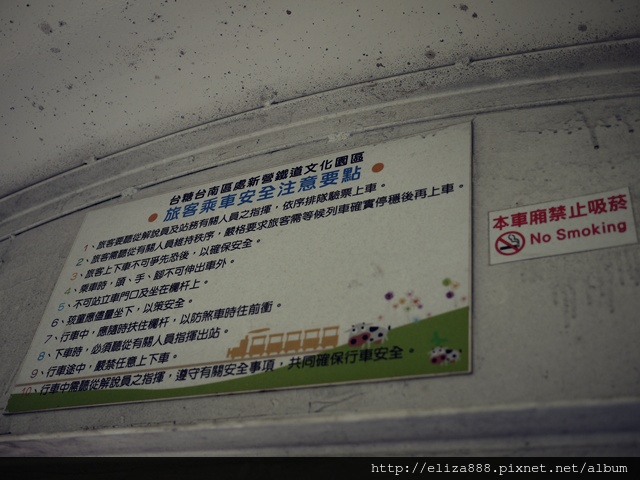 台糖台南區處新營鐵道文化園區
旅客乘車安全注意要點
1、旅客要聽從解說員及站務有關人員之指揮,依序排隊驗票上車。
2、旅客需聽從有關人員維持秩序,嚴格要求旅客需等候列車確實停穩後再上車。
3、旅客上下車不可爭先恐後,以確保安全。
4、乘車時,頭、手、腳不可伸出車外。
5、不可站立車門口及坐在欄杆上。
6、孩童應儘量坐下,以策安全。
7、行車中,應隨時扶住欄杆,以防煞車時往前衝。
8、下車時,必須聽從有關人員指揮出站。
9、行車途中,嚴禁任意上下車。
10、行車中需聽從解說員之指揮,遵守有關安全事項,共同確保行車安全。
本車廂禁止吸菸
No Smoking
http://eliza888.pixnet.net/album